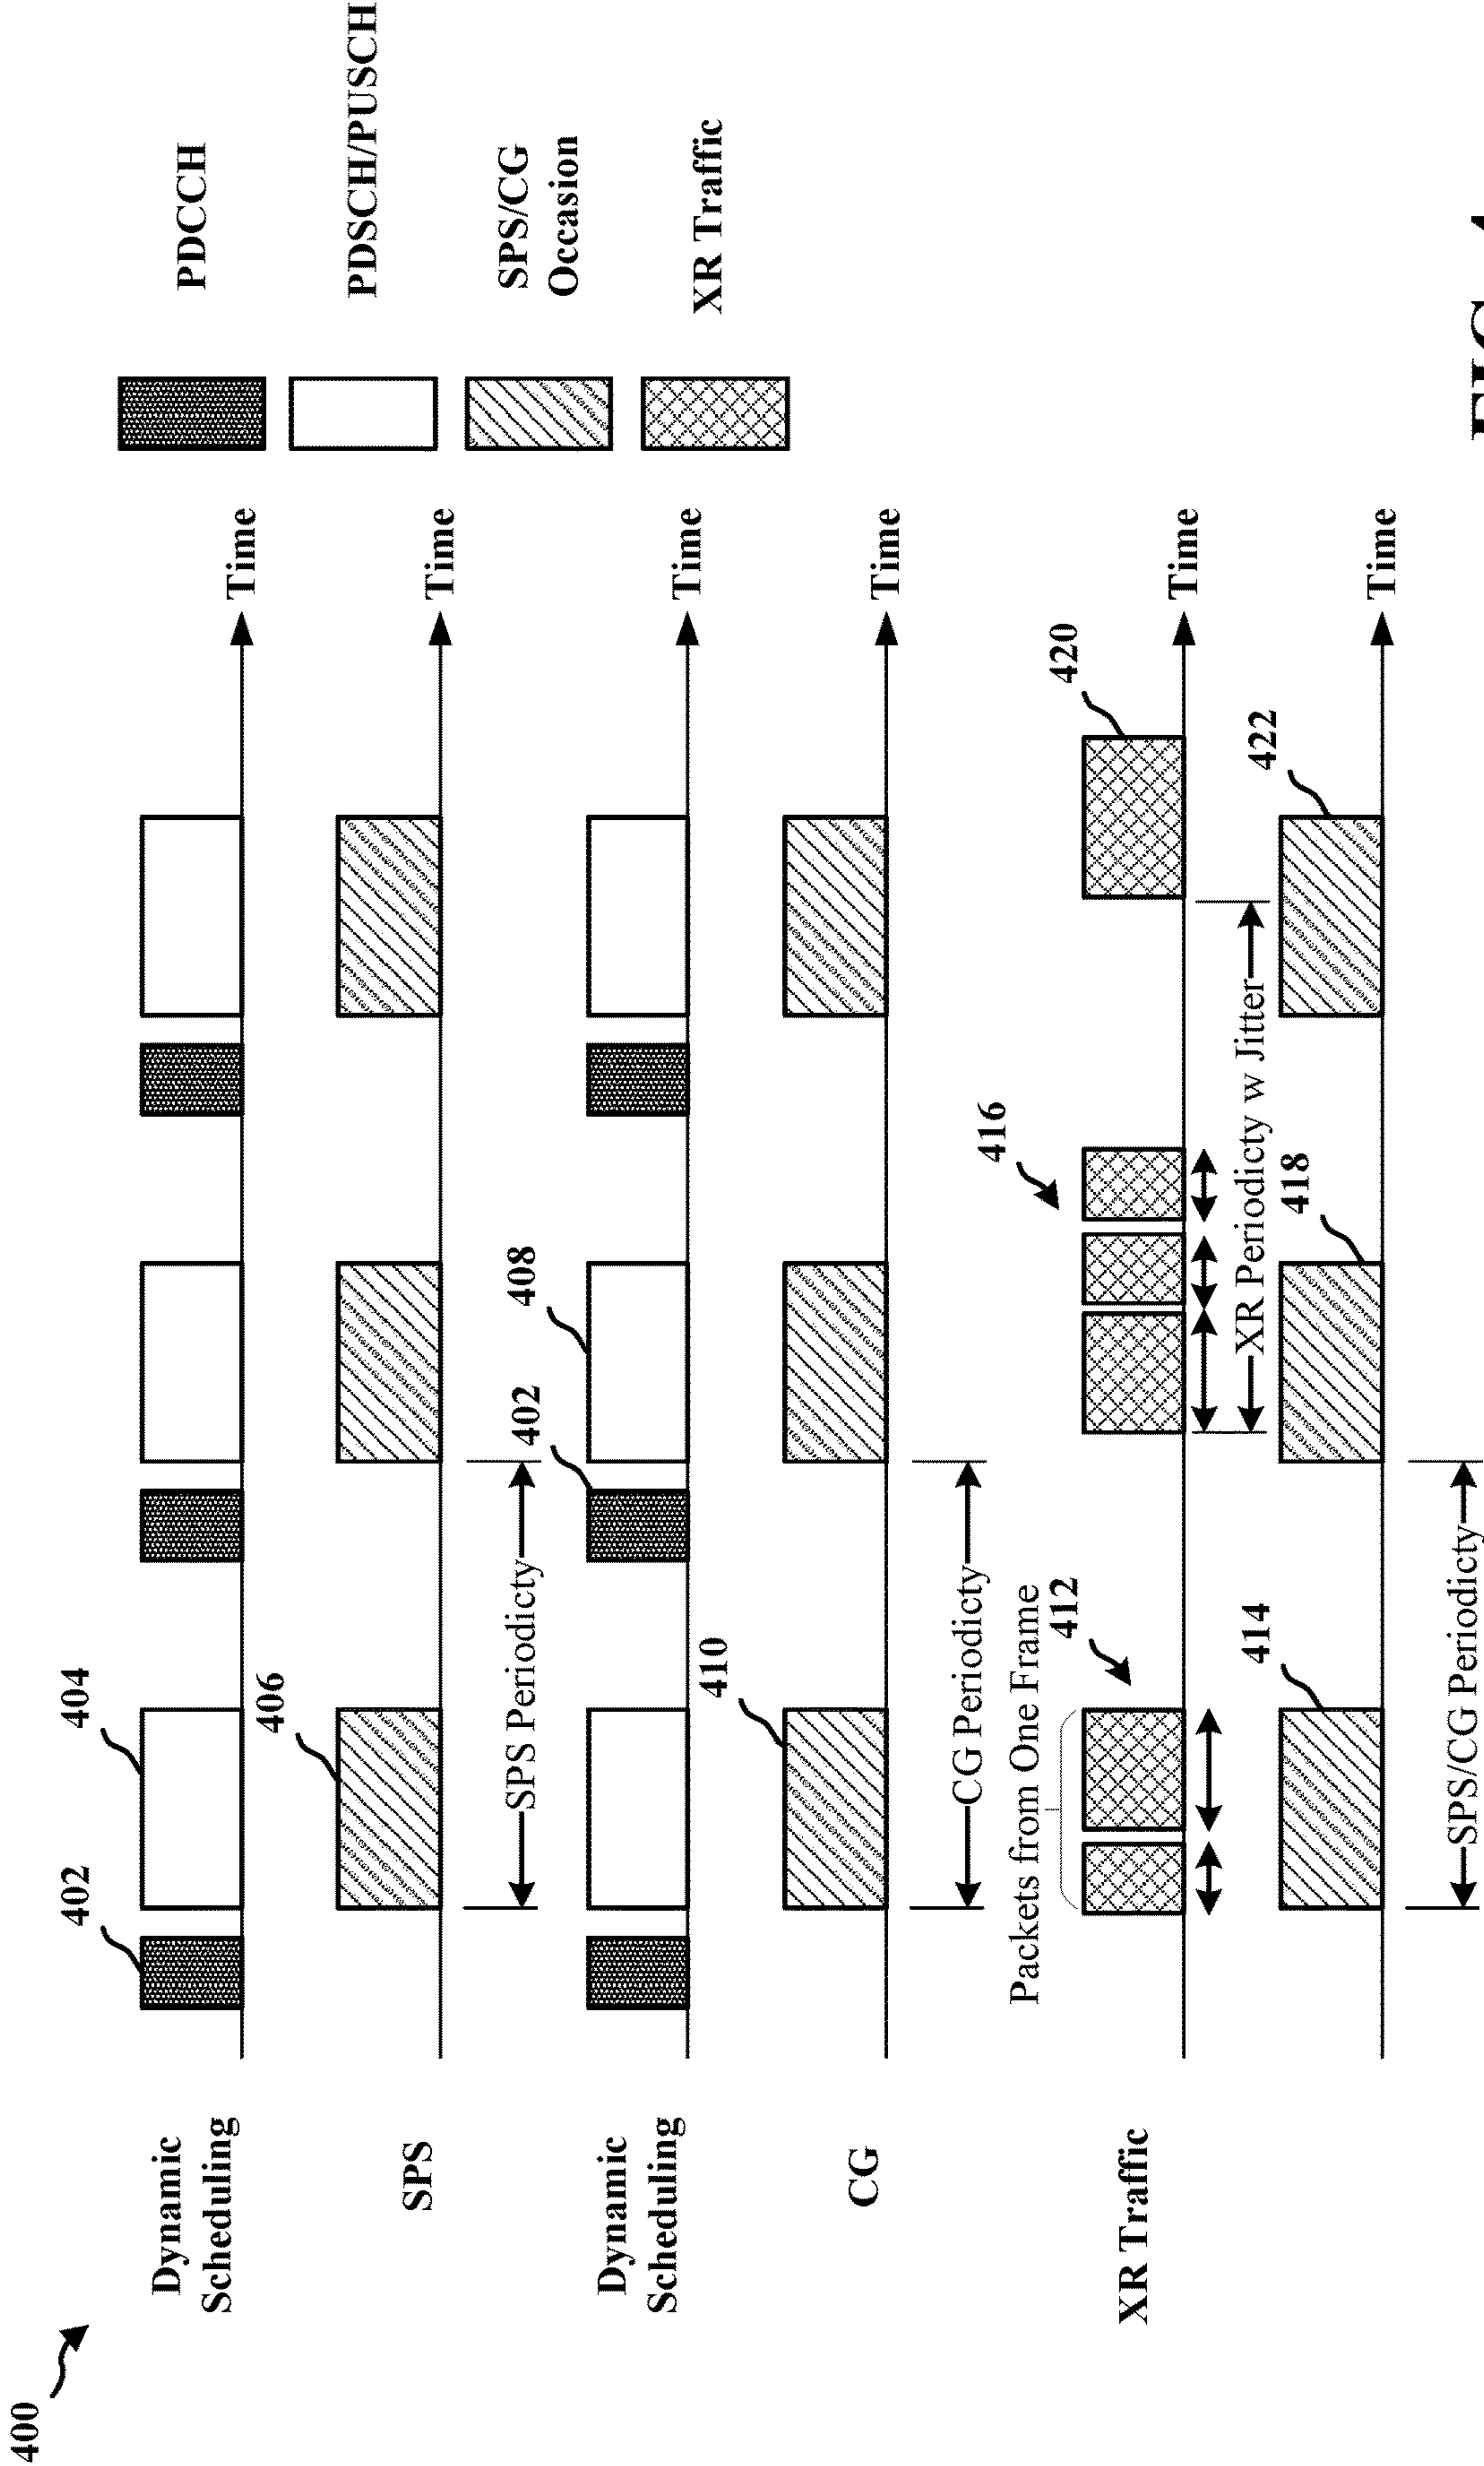 400
Dynamic
Scheduling
402
404
Time
PDCCH
SPS
406
Time
PDSCH/PUSCH
SPS Periodicty
SPS/CG
Occasion
Dynamic
Scheduling
402
408
Time
XR Traffic
CG
410
Time
CG Periodicty
Packets from One Frame
412
XR Traffic
416
420
Time
XR Periodicty w Jitter
414
418
422
Time
SPS/CG Periodicty